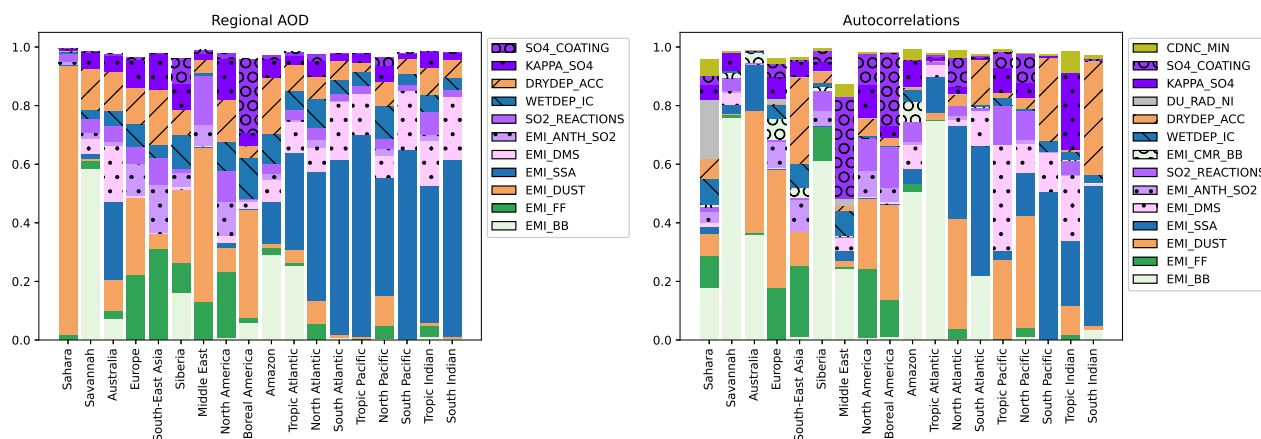 Regional AOD
1.0
0.8
0.6
0.4
0.2
0.0
Sahara
Savannah
Australia
Europe
South-East Asia
Siberia
Middle East
North America
Boreal America
Amazon
Tropic Atlantic
North Atlantic
South Atlantic
Tropic Pacific
North Pacific
South Pacific
Tropic Indian
South Indian
SO4_COATING
KAPPA_SO4
DRYDEP_ACC
WETDEP_IC
SO2_REACTIONS
EMI_ANTH_SO2
EMI_DMS
EMI_SSA
EMI_DUST
EMI_FF
EMI_BB
Autocorrelations
1.0
0.8
0.6
0.4
0.2
0.0
Sahara
Savannah
Australia
Europe
South-East Asia
Siberia
Middle East
North America
Boreal America
Amazon
Tropic Atlantic
North Atlantic
South Atlantic
Tropic Pacific
North Pacific
South Pacific
Tropic Indian
South Indian
CDNC_MIN
SO4_COATING
KAPPA_SO4
DU_RAD_NI
DRYDEP_ACC
WETDEP_IC
EMI_CMR_BB
SO2_REACTIONS
EMI_ANTH_SO2
EMI_DMS
EMI_SSA
EMI_DUST
EMI_FF
EMI_BB